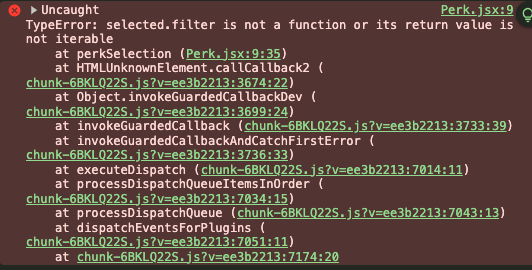 Uncaught Perk.jsx:9
TypeError: selected.filter is not a function or its return value is
not iterable
at perkSelection (Perk.jsx:9:35)
at HTMLUnknownElement.callCallback2 (
chunk-6BKLQ22S.js?v=ee3b2213:3674:22)
at Object.invokeGuardedCallbackDev (
chunk-6BKLQ22S.js?v=ee3b2213:3699:24)
at invokeGuardedCallback (chunk-6BKLQ22S.js?v=ee3b2213:3733:39)
at invokeGuardedCallbackAndCatchFirstError (
chunk-6BKLQ22S.js?v=ee3b2213:3736:33)
at executeDispatch (chunk-6BKLQ22S.js?v=ee3b2213:7014:11)
at processDispatchQueueItemsInOrder (
chunk-6BKLQ22S.js?v=ee3b2213:7034:15)
at processDispatchQueue (chunk-6BKLQ22S.js?v=ee3b2213:7043:13)
at dispatchEventsForPlugins (
chunk-6BKLQ22S.js?v=ee3b2213:7051:11)
at chunk-6BKLQ22S.js?v=ee3b2213:7174:20